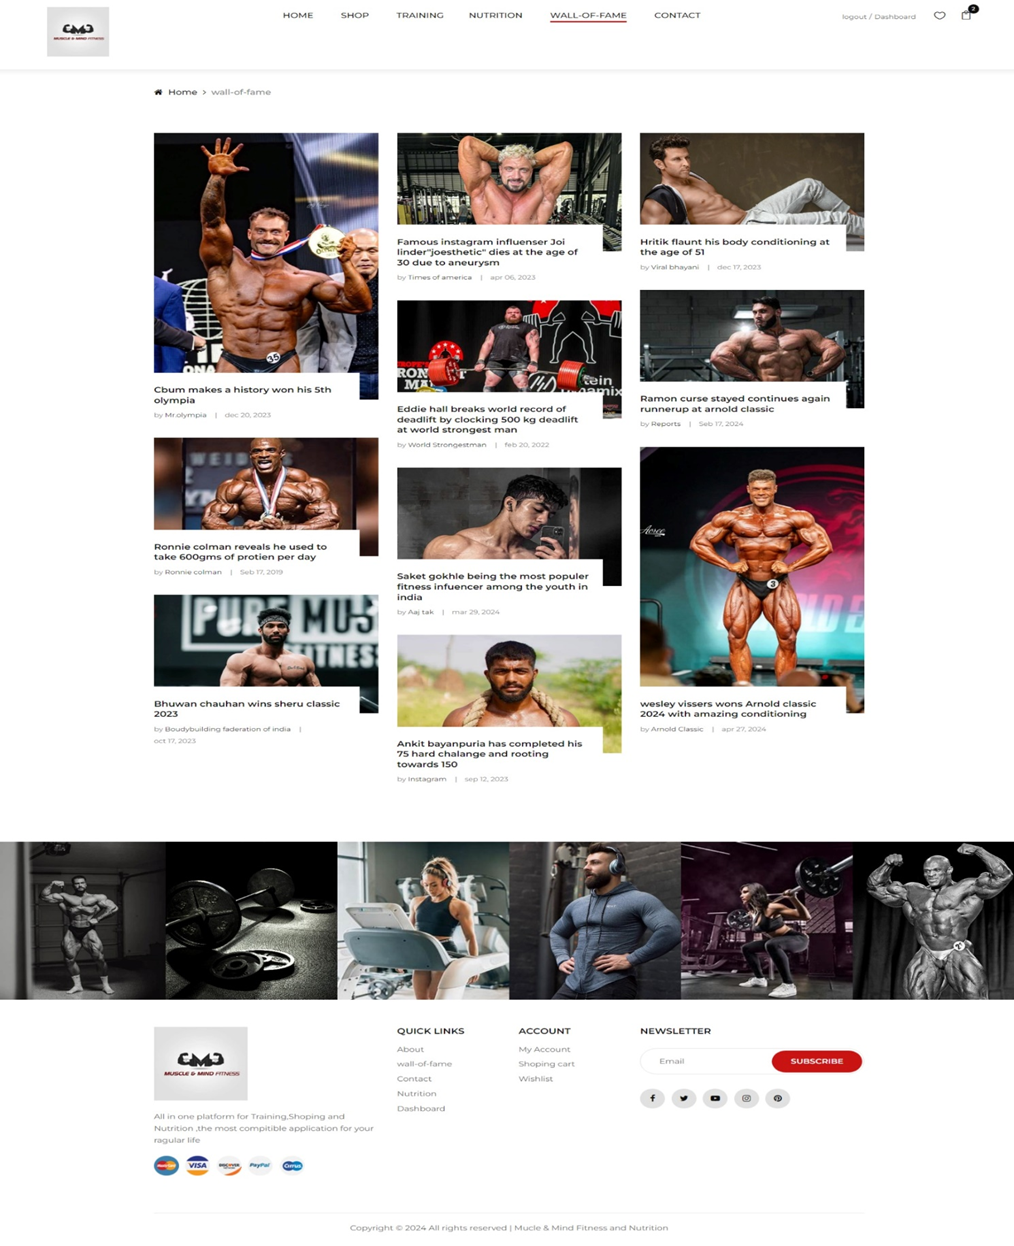 MUSCLE & MIND FITNESS
HOME
SHOP
TRAINING
NUTRITION
WALL-OF-FAME
CONTACT
logout / Dashboard
2
Home > wall-of-fame
35
Cbum makes a history won his 5th
olympia
by Mr.olympia | dec 20, 2023
Ronnie colman reveals he used to
take 600gms of protien per day
by Ronnie colman | Seb 17, 2019
FITNESS
Bhuwan chauhan wins sheru classic
2023
by Boudybuilding faderation of india |
oct 17, 2023
Famous instagram influenser Joi
linder"joesthetic" dies at the age of
30 due to aneurysm
by Times of america | apr 06, 2023
Eddie hall breaks world record of
deadlift by clocking 500 kg deadlift
at world strongest man
by World Strongestman | feb 20, 2022
Saket gokhle being the most populer
fitness infuencer among the youth in
india
by Aaj tak | mar 29, 2024
Ankit bayanpuria has completed his
75 hard chalange and rooting
towards 150
by Instagram | sep 12, 2023
Hritik flaunt his body conditioning at
the age of 51
by Viral bhayani | dec 17, 2023
Ramon curse stayed continues again
runnerup at arnold classic
by Reports | Seb 17, 2024
3
wesley vissers wons Arnold classic
2024 with amazing conditioning
by Arnold Classic | apr 27, 2024
MUSCLE & MIND FITNESS
All in one platform for Training,Shoping and
Nutrition ,the most compitible application for your
ragular life
VISA
DISCOVER
PayPal
Cirrus
QUICK LINKS
About
wall-of-fame
Contact
Nutrition
Dashboard
ACCOUNT
My Account
Shoping cart
Wishlist
NEWSLETTER
Email
SUBSCRIBE
Copyright © 2024 All rights reserved | Mucle & Mind Fitness and Nutrition